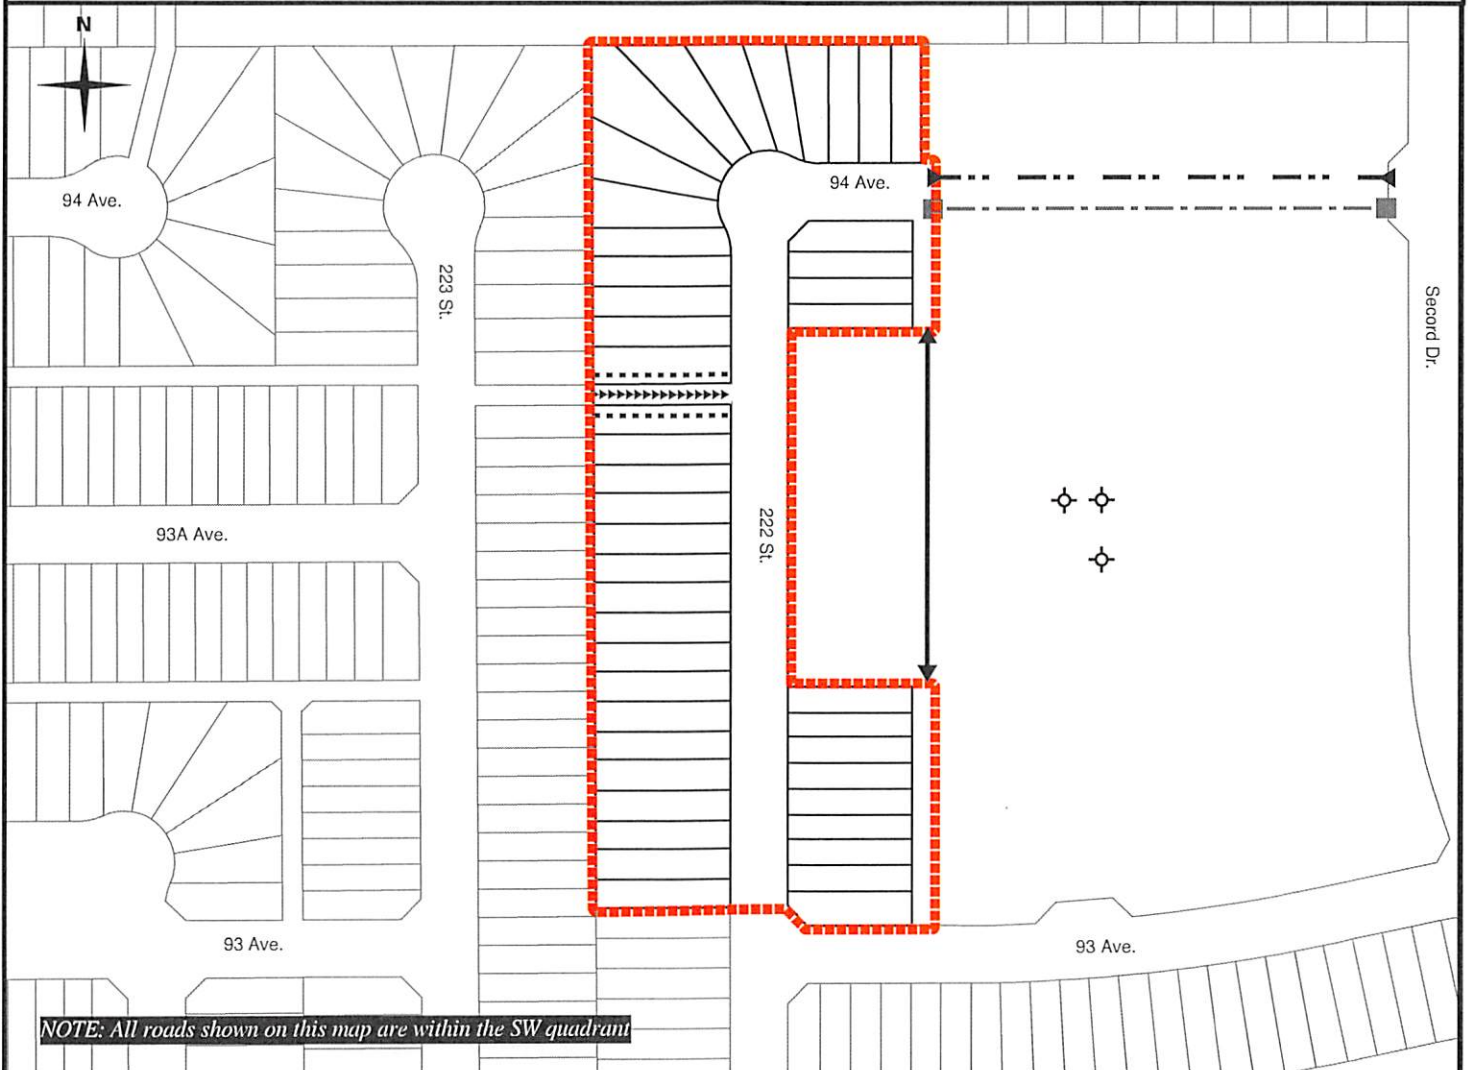 N
94 Ave.
94 Ave.
223 St.
Secord Dr.
93A Ave.
222 St.
93 Ave.
93 Ave.
NOTE: All roads shown on this map are within the SW quadrant